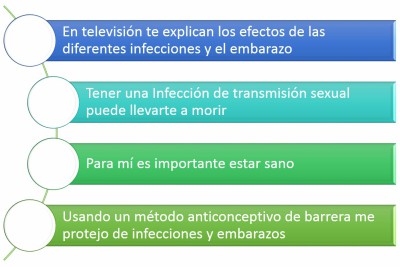 En televisión te explican los efectos de las
diferentes infecciones y el embarazo
Tener una Infección de transmisión sexual
puede llevarte a morir
Para mí es importante estar sano
Usando un método anticonceptivo de barrera me
protejo de infecciones y embarazos